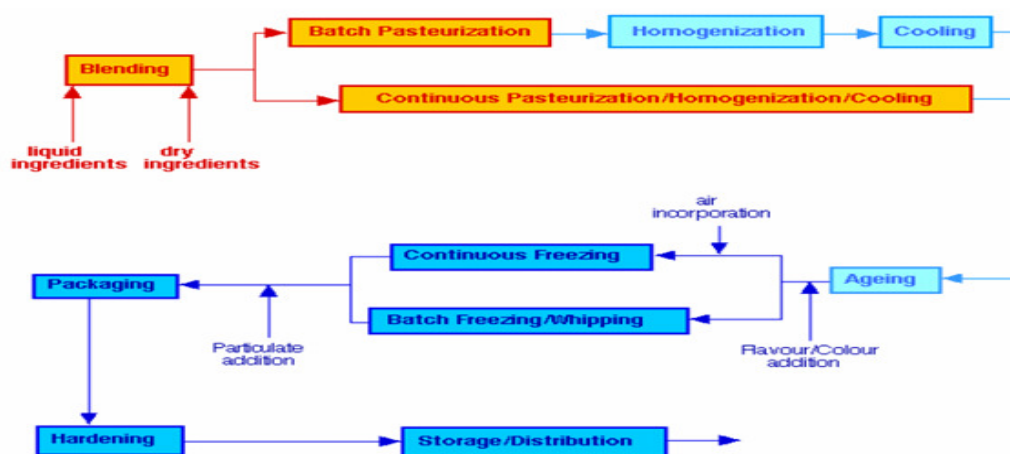 Batch Pasteurization
Homogenization
Cooling
Blending
Continuous Pasteurization/Homogenization/Cooling
liquid
ingredients
dry
ingredients
air
incorporation
Continuous Freezing
Packaging
Ageing
Batch Freezing/Whipping
Particulate
addition
Flavour/Colour
addition
Hardening
Storage/Distribution